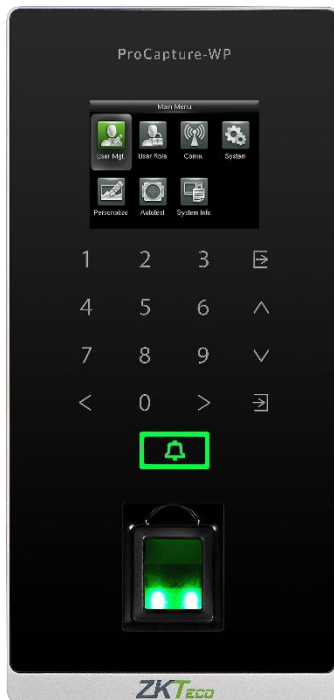 ProCapture-WP
Main Menu
User Mgt. User Role Comm. System
Personalize Autotest System Info
1 2 3
4 5 6
7 8 9
< 0 >
ZKTECO